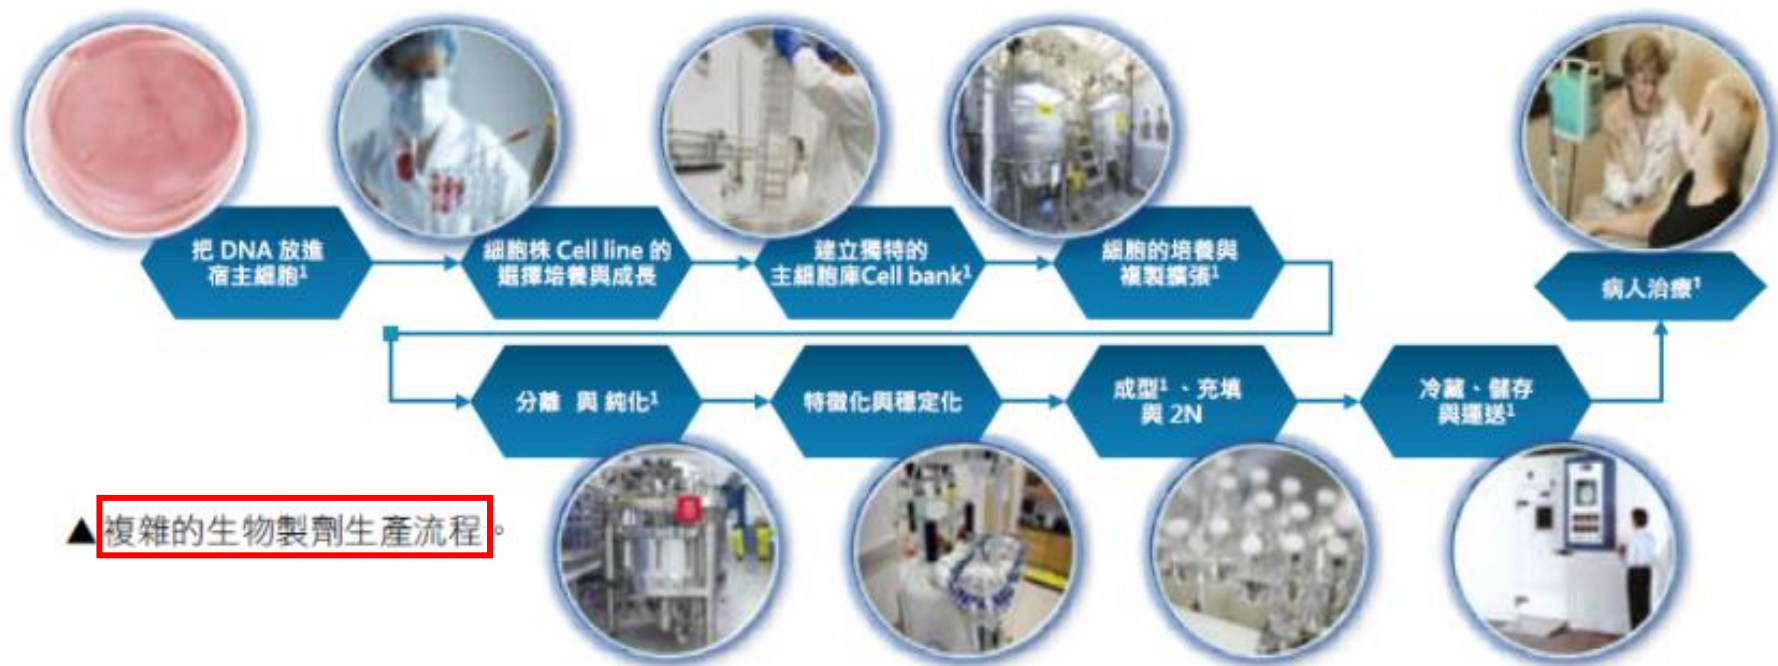 把 DNA 放進
宿主細胞¹
細胞株 Cell line 的
選擇培養與成長
建立獨特的
主細胞庫Cell bank¹
細胞的培養與
複製擴張¹
病人治療¹
分離 與 純化¹
特徵化與穩定化
成型¹、充填
與 2N
冷藏、儲存
與運送¹
▲複雜的生物製劑生產流程。